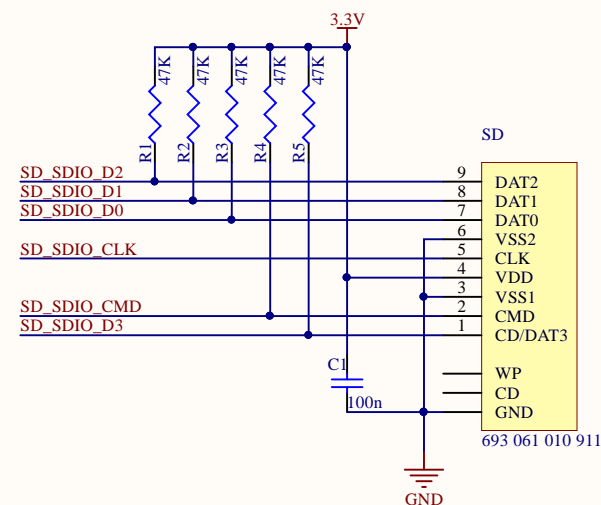 3.3V
47K
47K
47K
47K
47K
R1
R2
R3
R4
R5
SD
SD_SDIO_D2
9
DAT2
SD_SDIO_D1
8
DAT1
SD_SDIO_D0
7
DAT0
6
VSS2
SD_SDIO_CLK
5
CLK
4
VDD
3
VSS1
SD_SDIO_CMD
2
CMD
SD_SDIO_D3
1
CD/DAT3
C1
WP
CD
100n
GND
693 061 010 911
GND